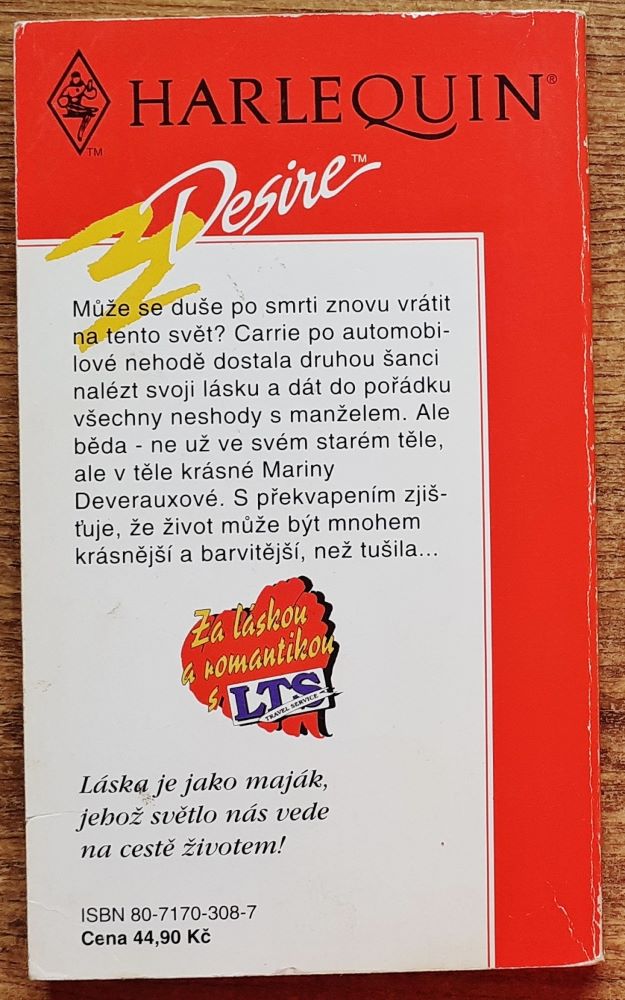 HARLEQUIN®
TM
Desire™
Může se duše po smrti znovu vrátit
na tento svět? Carrie po automobi-
lové nehodě dostala druhou šanci
nalézt svoji lásku a dát do pořádku
všechny neshody s manželem. Ale
běda - ne už ve svém starém těle,
ale v těle krásné Mariny
Deverauxové. S překvapením zjiš-
ťuje, že život může být mnohem
krásnější a barvitější, než tušila...
Za láskou
a romantikou
s LTS
TRAVEL SERVICE
Láska je jako maják,
jehož světlo nás vede
na cestě životem!
ISBN 80-7170-308-7
Cena 44,90 Kč